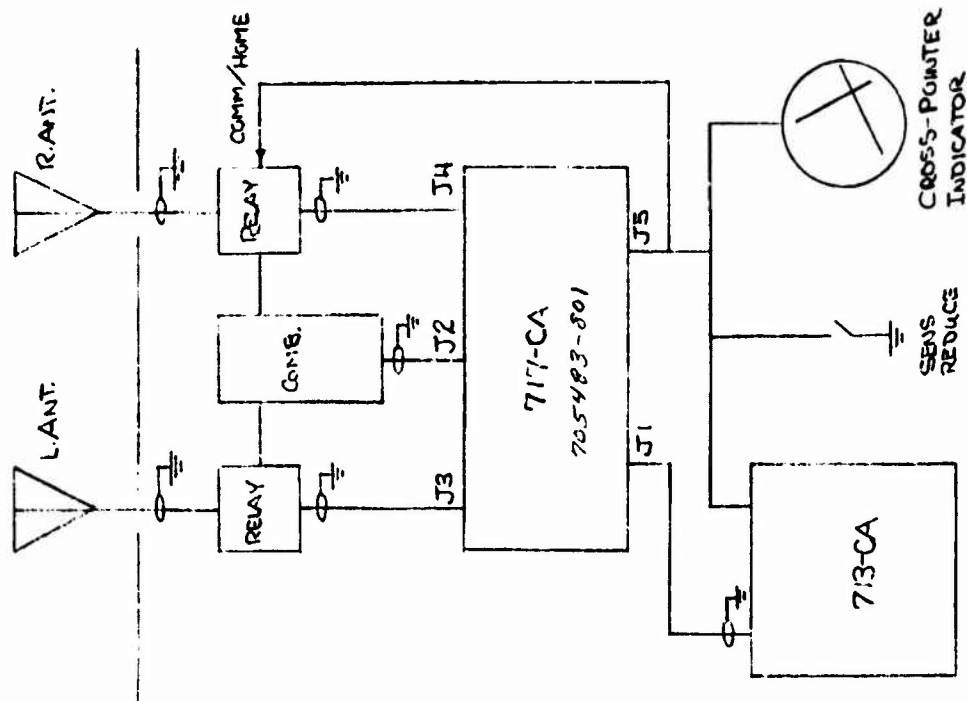 L.ANT.
R.ANT.
COMM/HOME
RELAY
COMB.
RELAY
J3
J2
J4
717-CA
705483-801
J1
J5
713-CA
SENS
REDUCE
CROSS-POINTER
INDICATOR